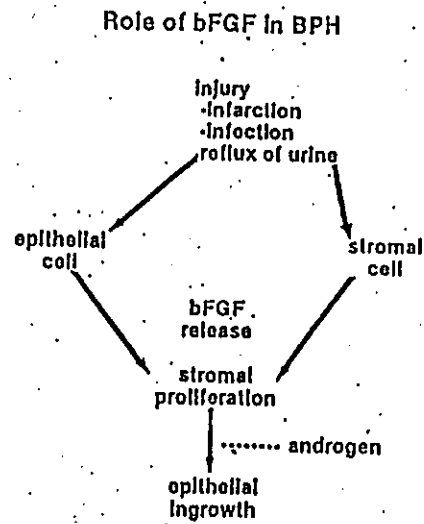 Role of bFGF in BPH
injury
•infarction
•infection
reflux of urine
epithelial
cell
stromal
cell
bFGF
release
stromal
proliferation
androgen
epithelial
ingrowth